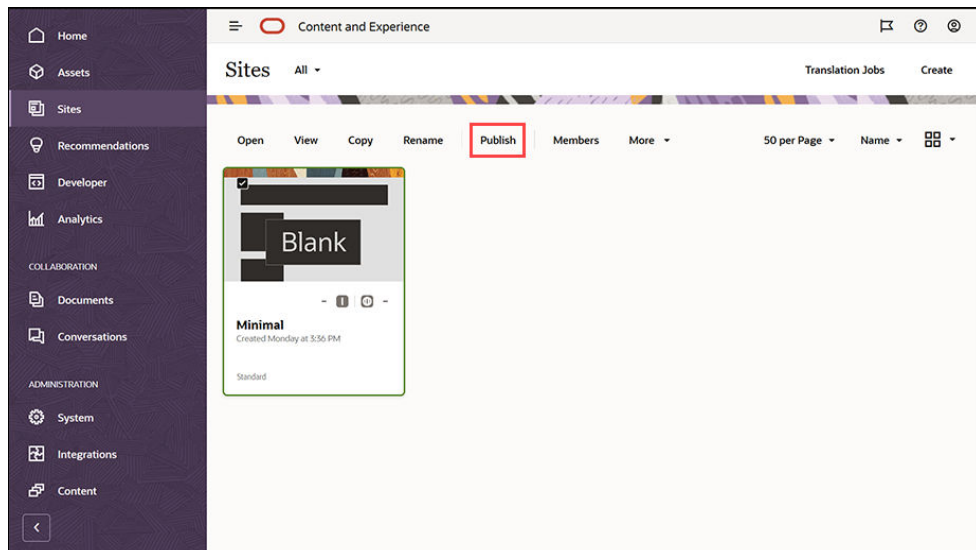 Home
Assets
Sites
Recommendations
Developer
Analytics
COLLABORATION
Documents
Conversations
ADMINISTRATION
System
Integrations
Content
Content and Experience
Sites All
Translation Jobs Create
Open View Copy Rename Publish Members More 50 per Page Name
Blank
Minimal
Created Monday at 3:36 PM
Standard